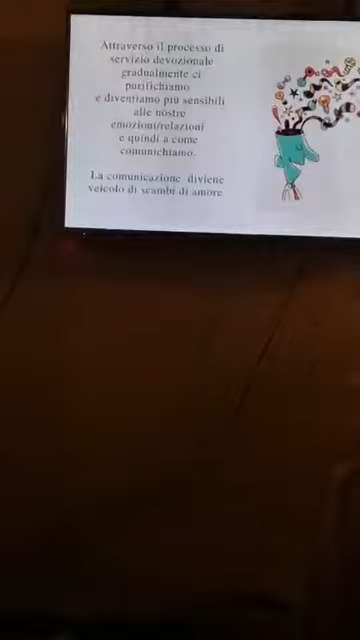 Attraverso il processo di
servizio devozionale
gradualmente ci
purifichiamo
e diventiamo più sensibili
alle nostre
emozioni/relazioni
e quindi a come
comunichiamo.
La comunicazione diviene
veicolo di scambi di amore